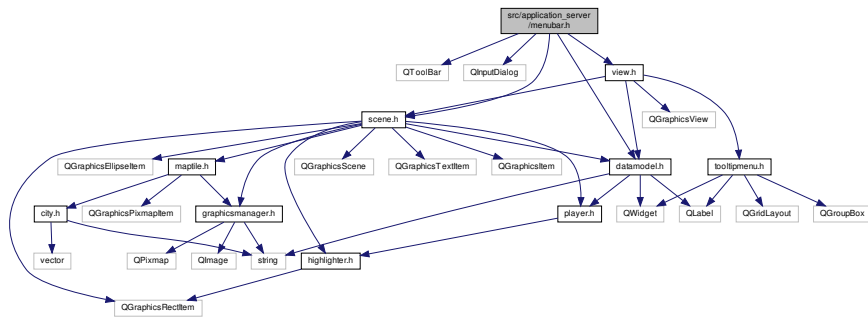 src/application_server
/menubar.h
QToolBar
QInputDialog
view.h
scene.h
QGraphicsView
QGraphicsEllipseItem
maptile.h
QGraphicsScene
QGraphicsTextItem
QGraphicsItem
datamodel.h
tooltipmenu.h
city.h
QGraphicsPixmapItem
graphicsmanager.h
player.h
QWidget
QLabel
QGridLayout
QGroupBox
vector
QPixmap
QImage
string
highlighter.h
QGraphicsRectItem